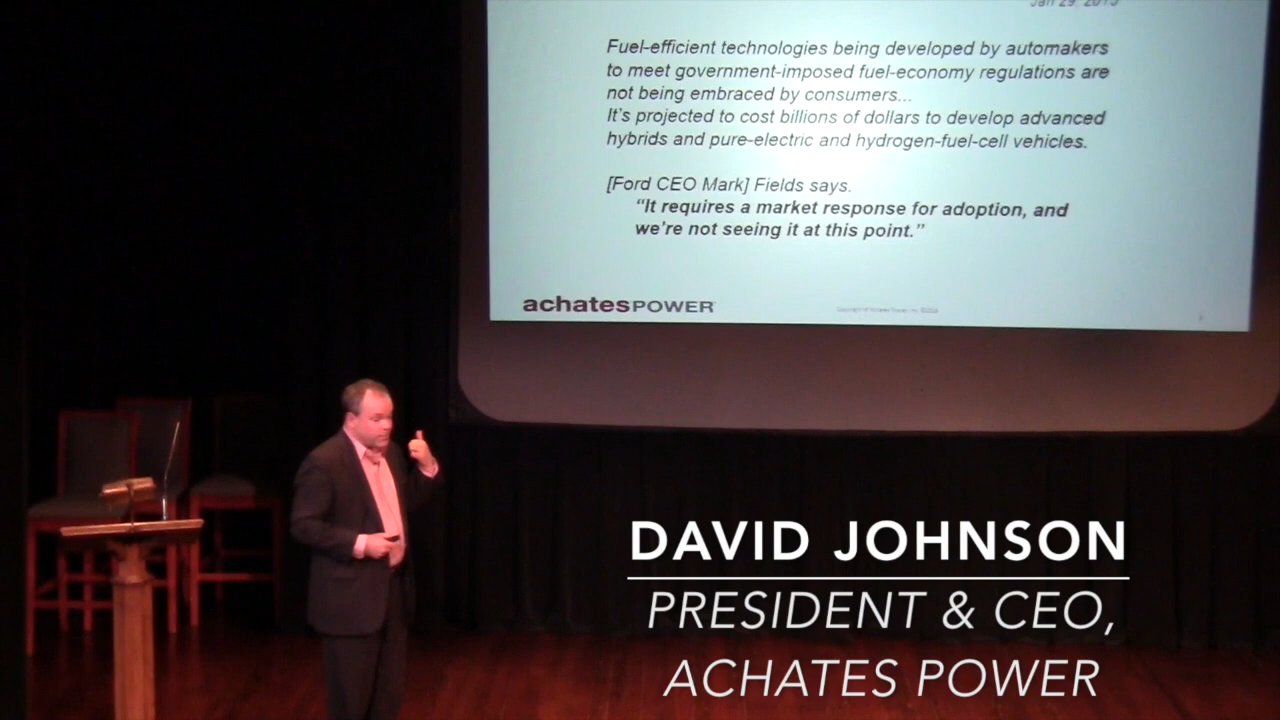 Jan 29, 2015
Fuel-efficient technologies being developed by automakers
to meet government-imposed fuel-economy regulations are
not being embraced by consumers...
It's projected to cost billions of dollars to develop advanced
hybrids and pure-electric and hydrogen-fuel-cell vehicles.
[Ford CEO Mark] Fields says.
"It requires a market response for adoption, and
we're not seeing it at this point."
achatesPOWER
DAVID JOHNSON
PRESIDENT & CEO,
ACHATES POWER